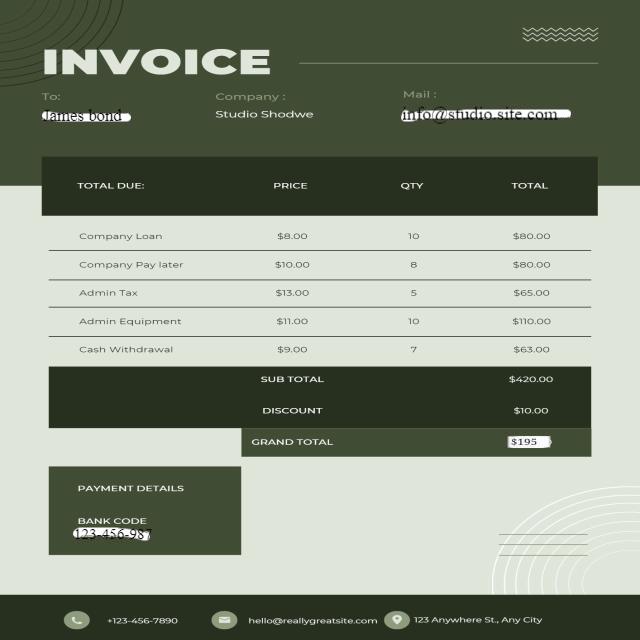 INVOICE
To: Company : Mail :
James bond Studio Shodwe info@studio.site.com
TOTAL DUE: PRICE QTY TOTAL
Company Loan $8.00 10 $80.00
Company Pay later $10.00 8 $80.00
Admin Tax $13.00 5 $65.00
Admin Equipment $11.00 10 $110.00
Cash Withdrawal $9.00 7 $63.00
SUB TOTAL $420.00
DISCOUNT $10.00
GRAND TOTAL $195
PAYMENT DETAILS
BANK CODE
123-456-987
+123-456-7890 hello@reallygreatsite.com 123 Anywhere St., Any City